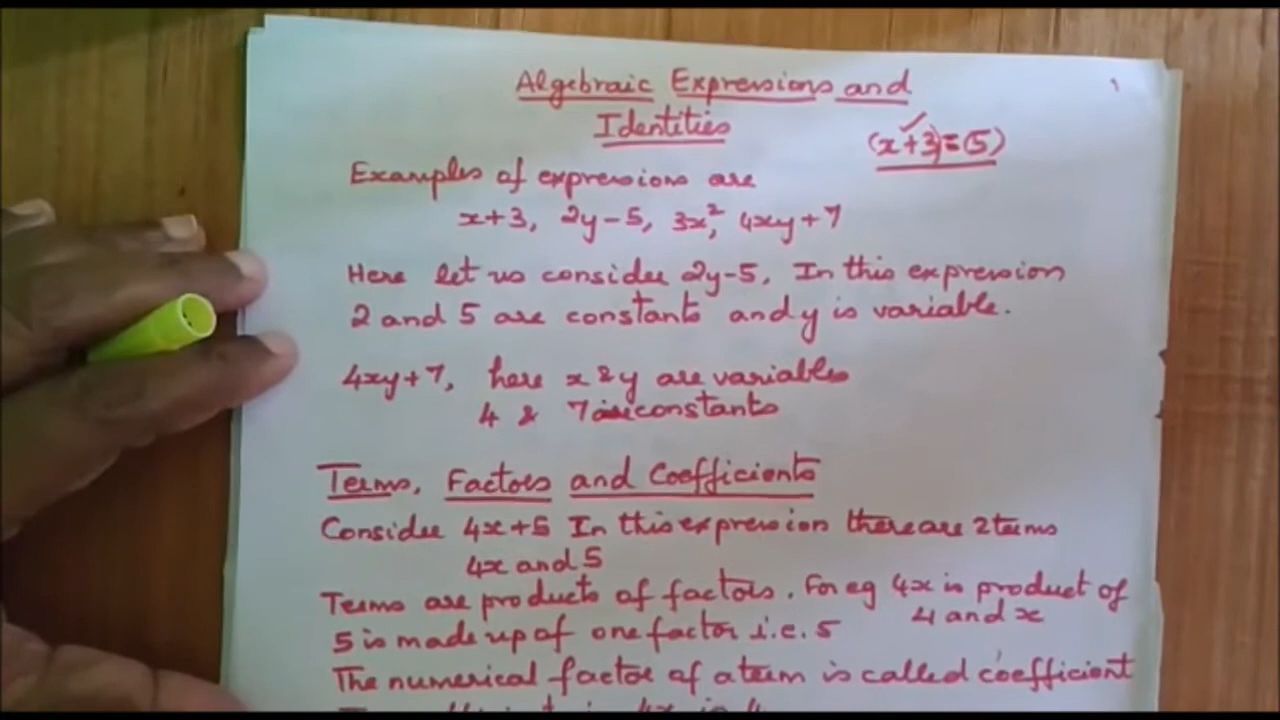 Algebraic Expressions and
Identities
(x+3)=(5)
Examples of expressions are
x+3, 2y-5, 3x², 4xy+7
Here let us consider 2y-5. In this expression
2 and 5 are constants and y is variable.
4xy+7, here x & y are variables
4 & 7 are constants
Terms, Factors and Coefficients
Consider 4x+5 In this expression there are 2 terms
4x and 5
Terms are products of factors. For eg 4x is product of
4 and x
5 is made up of one factor i.e. 5
The numerical factor of a term is called coefficient